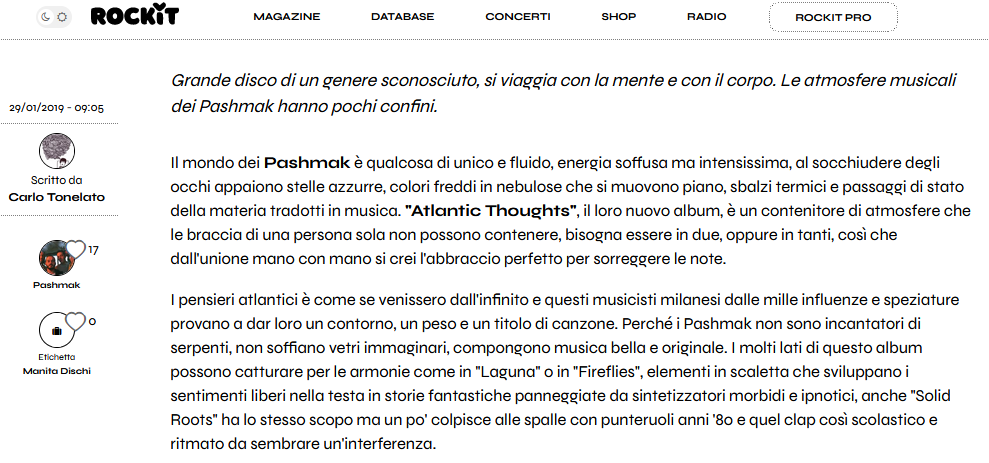 ROCKIT
MAGAZINE
DATABASE
CONCERTI
SHOP
RADIO
ROCKIT PRO
29/01/2019 - 09:05
Scritto da
Carlo Tonelato
17
Pashmak
0
Etichetta
Manita Dischi
Grande disco di un genere sconosciuto, si viaggia con la mente e con il corpo. Le atmosfere musicali
dei Pashmak hanno pochi confini.
Il mondo dei Pashmak è qualcosa di unico e fluido, energia soffusa ma intensissima, al socchiudere degli
occhi appaiono stelle azzurre, colori freddi in nebulose che si muovono piano, sbalzi termici e passaggi di stato
della materia tradotti in musica. "Atlantic Thoughts", il loro nuovo album, è un contenitore di atmosfere che
le braccia di una persona sola non possono contenere, bisogna essere in due, oppure in tanti, così che
dall'unione mano con mano si crei l'abbraccio perfetto per sorreggere le note.
I pensieri atlantici è come se venissero dall'infinito e questi musicisti milanesi dalle mille influenze e speziature
provano a dar loro un contorno, un peso e un titolo di canzone. Perché i Pashmak non sono incantatori di
serpenti, non soffiano vetri immaginari, compongono musica bella e originale. I molti lati di questo album
possono catturare per le armonie come in "Laguna" o in "Fireflies", elementi in scaletta che sviluppano i
sentimenti liberi nella testa in storie fantastiche panneggiate da sintetizzatori morbidi e ipnotici, anche "Solid
Roots" ha lo stesso scopo ma un po' colpisce alle spalle con punteruoli anni '80 e quel clap così scolastico e
ritmato da sembrare un'interferenza.